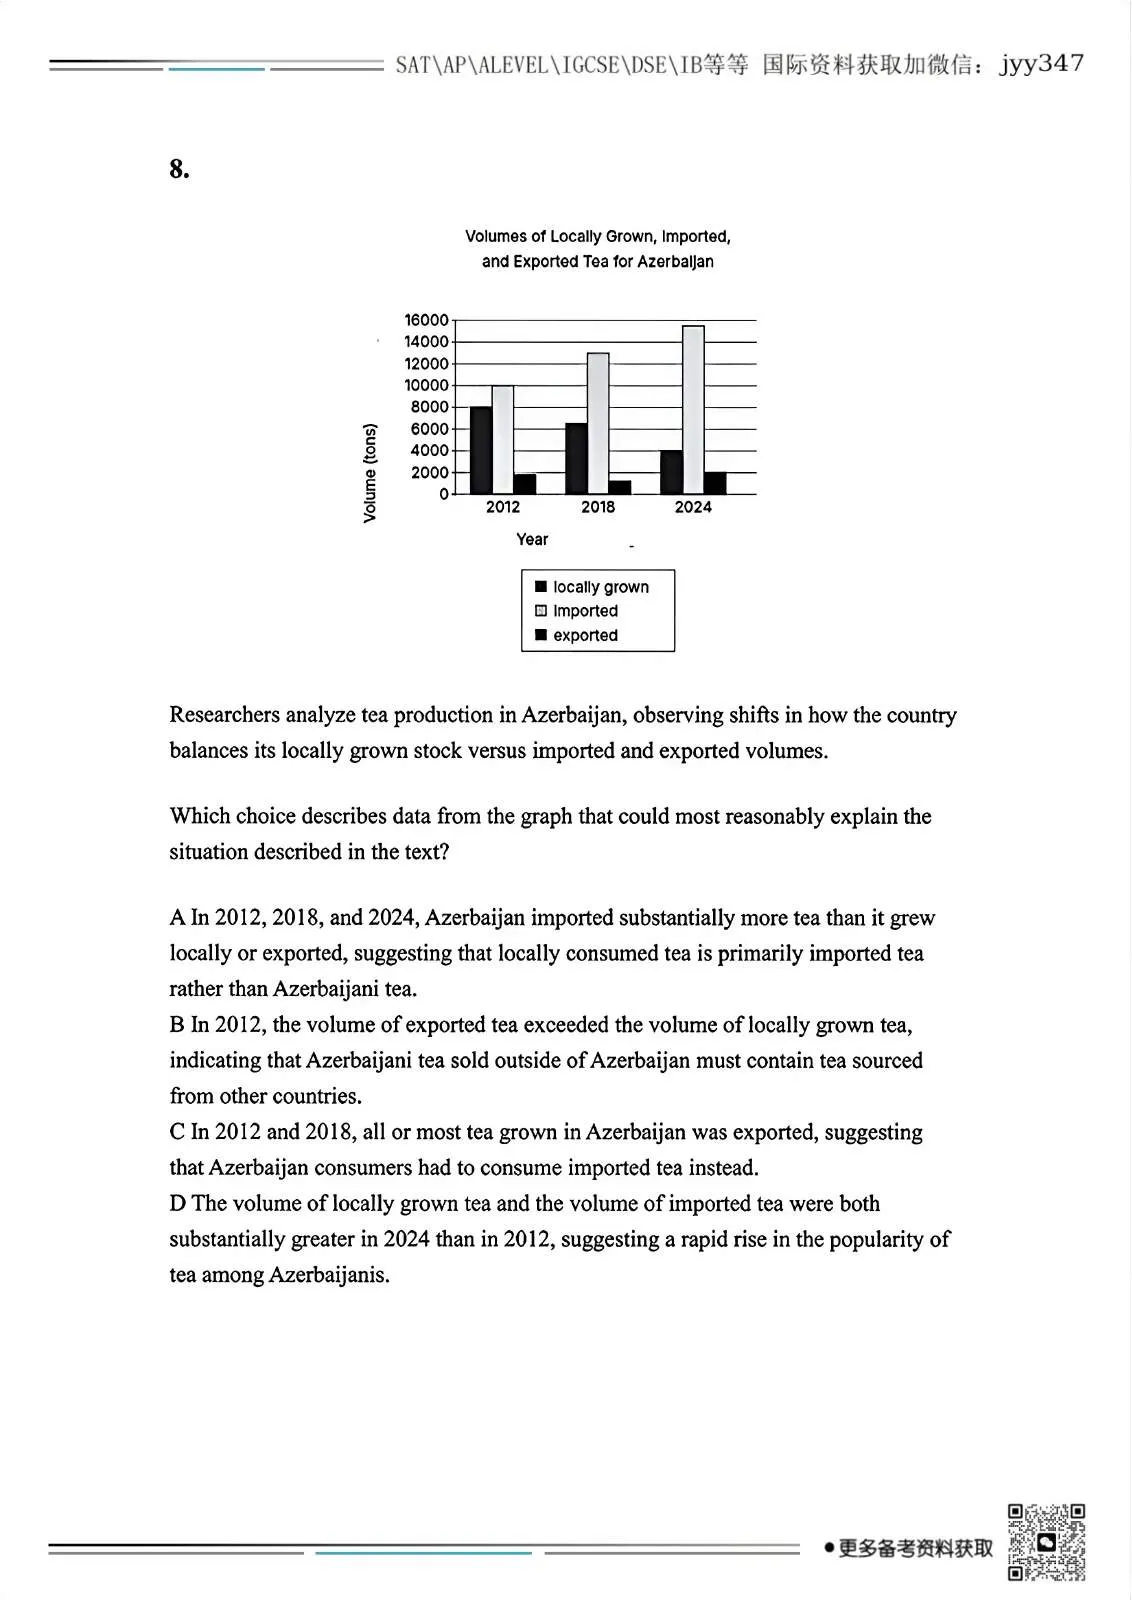 SAT\AP\ALEVEL\IGCSE\DSE\IB等等 国际资料获取加微信：jyy347
8.
Volumes of Locally Grown, Imported,
and Exported Tea for Azerbaijan
16000
14000
12000
10000
8000
6000
4000
2000
0
Volume (tons)
2012 2018 2024
Year
locally grown
Imported
exported
Researchers analyze tea production in Azerbaijan, observing shifts in how the country
balances its locally grown stock versus imported and exported volumes.
Which choice describes data from the graph that could most reasonably explain the
situation described in the text?
A In 2012, 2018, and 2024, Azerbaijan imported substantially more tea than it grew
locally or exported, suggesting that locally consumed tea is primarily imported tea
rather than Azerbaijani tea.
B In 2012, the volume of exported tea exceeded the volume of locally grown tea,
indicating that Azerbaijani tea sold outside of Azerbaijan must contain tea sourced
from other countries.
C In 2012 and 2018, all or most tea grown in Azerbaijan was exported, suggesting
that Azerbaijan consumers had to consume imported tea instead.
D The volume of locally grown tea and the volume of imported tea were both
substantially greater in 2024 than in 2012, suggesting a rapid rise in the popularity of
tea among Azerbaijanis.
●更多备考资料获取